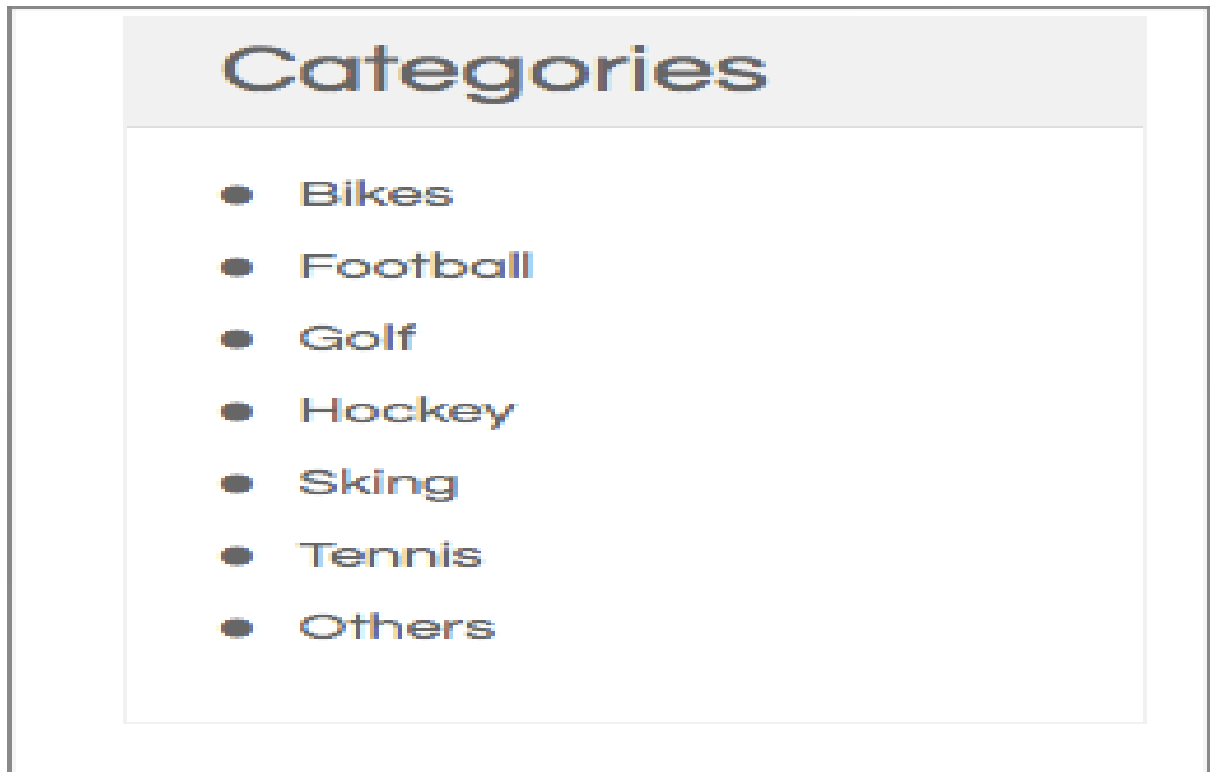 Categories
Bikes
Football
Golf
Hockey
Sking
Tennis
Others